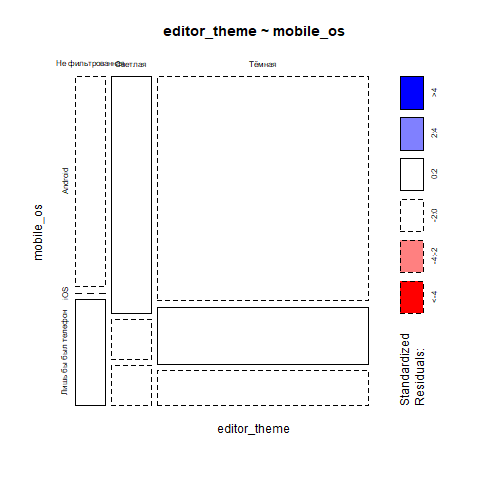 editor_theme ~ mobile_os
Не фильтрована Светлая Тёмная
Android
iOS
Лишь бы был телефон
mobile_os
editor_theme
>4
2:4
0:2
-2:0
-4:-2
<-4
Standardized
Residuals: